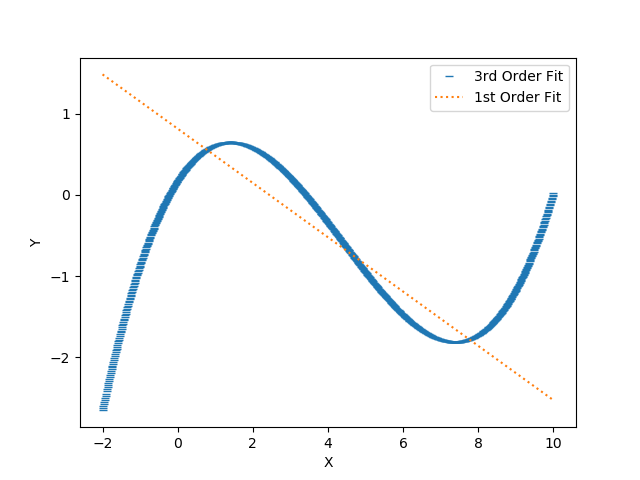 3rd Order Fit
1st Order Fit
1
0
−1
−2
Y
−2 0 2 4 6 8 10
X